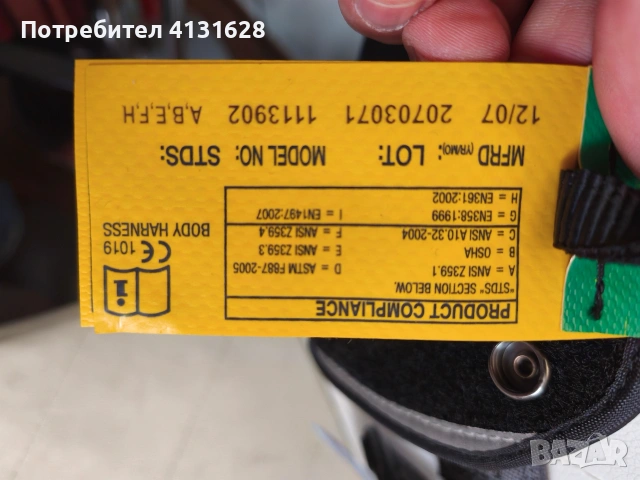 Потребител 4131628
PRODUCT COMPLIANCE
"STDS" SECTION BELOW.
A = ANSI Z359.1 D = ASTM F887-2005
B = OSHA E = ANSI Z359.3
C = ANSI A10.32-2004 F = ANSI Z359.4
G = EN358:1999 I = EN1497:2007
H = EN361:2002
i
CE 1019
BODY HARNESS
MFRD (YR/MO): LOT: MODEL NO: STDS:
12/07 20703071 1113902 A,B,E,F,H
BAZAR